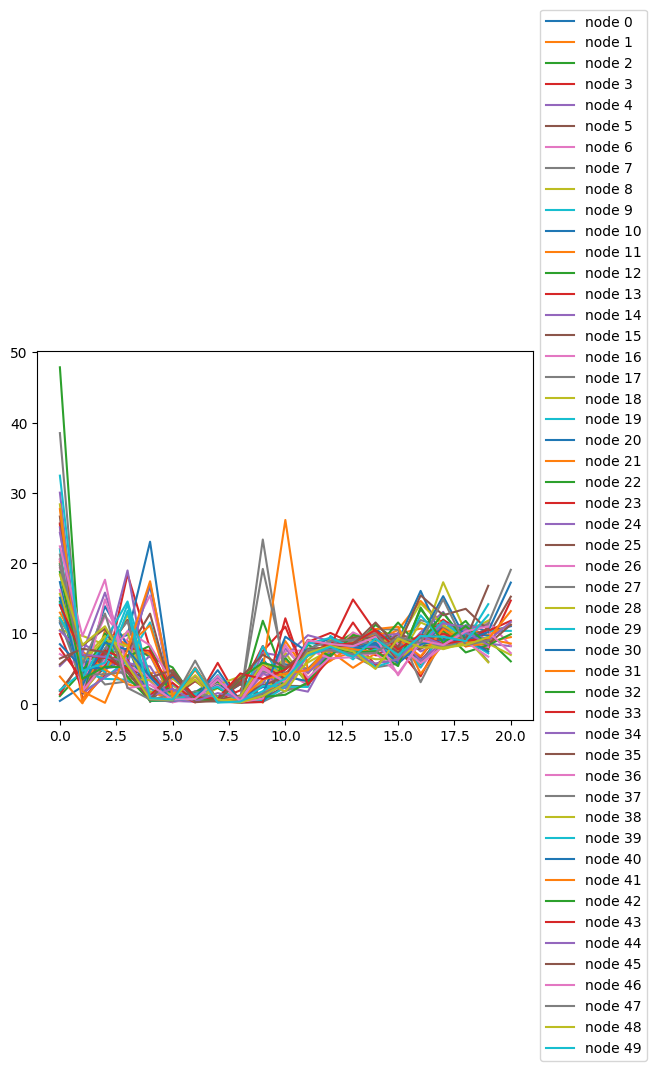 node 0
node 1
node 2
node 3
node 4
node 5
node 6
node 7
node 8
node 9
node 10
node 11
node 12
node 13
node 14
node 15
node 16
node 17
node 18
node 19
node 20
node 21
node 22
node 23
node 24
node 25
node 26
node 27
node 28
node 29
node 30
node 31
node 32
node 33
node 34
node 35
node 36
node 37
node 38
node 39
node 40
node 41
node 42
node 43
node 44
node 45
node 46
node 47
node 48
node 49
50
40
30
20
10
0
0.0 2.5 5.0 7.5 10.0 12.5 15.0 17.5 20.0